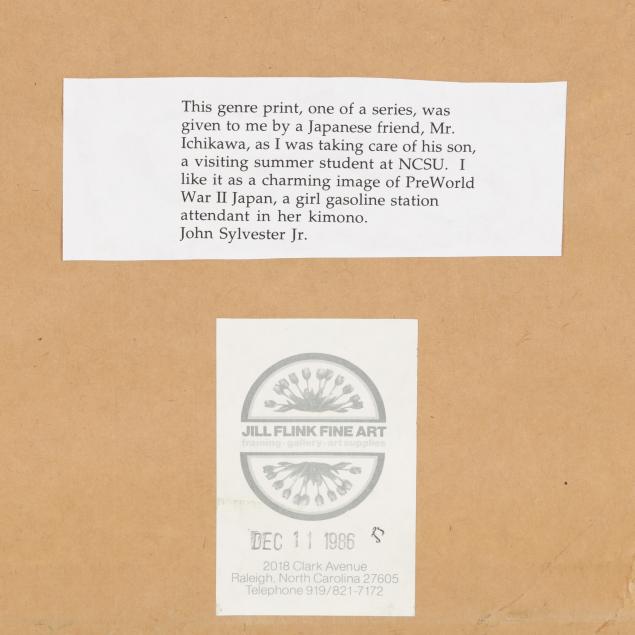 This genre print, one of a series, was
given to me by a Japanese friend, Mr.
Ichikawa, as I was taking care of his son,
a visiting summer student at NCSU. I
like it as a charming image of PreWorld
War II Japan, a girl gasoline station
attendant in her kimono.
John Sylvester Jr.
JILL FLINK FINE ART
framing·gallery·art supplies
DEC 11 1986
2018 Clark Avenue
Raleigh, North Carolina 27605
Telephone 919/821-7172